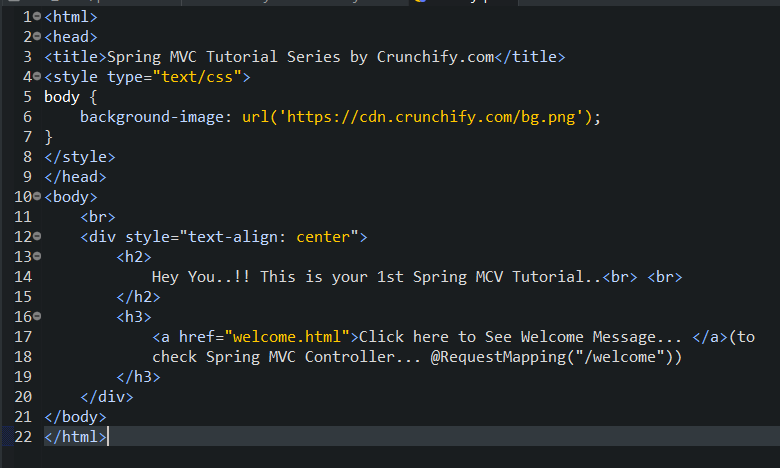 1 <html>
2 <head>
3 <title>Spring MVC Tutorial Series by Crunchify.com</title>
4 <style type="text/css">
5 body {
6     background-image: url('https://cdn.crunchify.com/bg.png');
7 }
8 </style>
9 </head>
10 <body>
11     <br>
12     <div style="text-align: center">
13         <h2>
14             Hey You..!! This is your 1st Spring MCV Tutorial..<br> <br>
15         </h2>
16         <h3>
17             <a href="welcome.html">Click here to See Welcome Message... </a>(to
18             check Spring MVC Controller... @RequestMapping("/welcome"))
19         </h3>
20     </div>
21 </body>
22 </html>